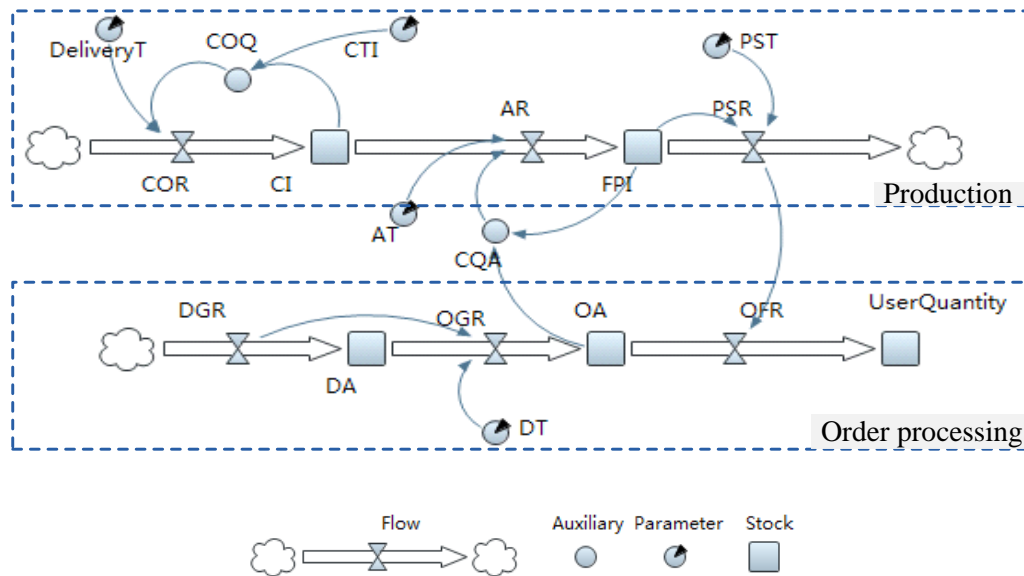 DeliveryT
COQ
CTI
PST
AR
PSR
COR
CI
FPI
Production
AT
CQA
DGR
OGR
OA
OFR
UserQuantity
DA
DT
Order processing
Flow
Auxiliary
Parameter
Stock